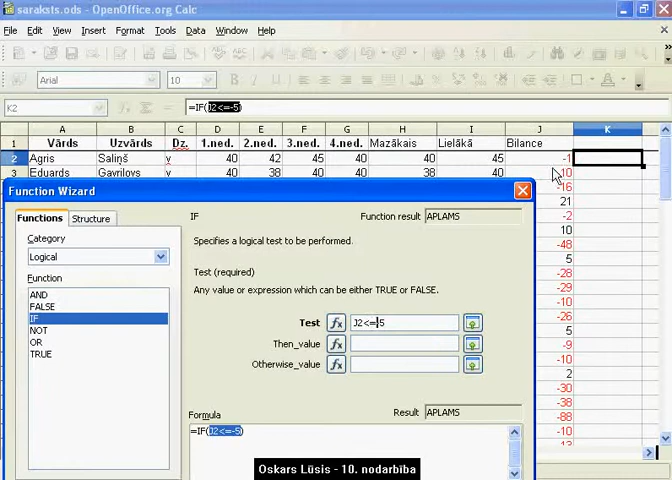 saraksts.ods - OpenOffice.org Calc
File Edit View Insert Format Tools Data Window Help
Arial 10
K2 =IF(J2<=-5)
A B C D E F G H I J K
1 Vārds Uzvārds Dz. 1.ned. 2.ned. 3.ned. 4.ned. Mazākais Lielākā Bilance
2 Agris Saliņš v 40 42 45 40 40 45 -1
3 Eduards Gavrilovs v 40 38 40 40 38 40 -10
Function Wizard
-16
Functions Structure IF Function result APLAMS
21
-2
Category Specifies a logical test to be performed.
10
Logical
-48
Function Test (required)
5
AND Any value or expression which can be either TRUE or FALSE.
-28
FALSE
-29
IF Test J2<=-5
-10
NOT
-26
OR Then_value
5
TRUE
-9
Otherwise_value
-10
2
-30
-38
Formula Result APLAMS
-88
=IF(J2<=-5)
-10
-13
Oskars Lūsis - 10. nodarbība